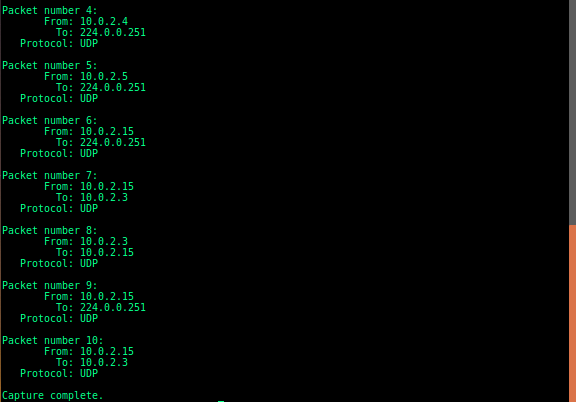 Packet number 4:
From: 10.0.2.4
To: 224.0.0.251
Protocol: UDP
Packet number 5:
From: 10.0.2.5
To: 224.0.0.251
Protocol: UDP
Packet number 6:
From: 10.0.2.15
To: 224.0.0.251
Protocol: UDP
Packet number 7:
From: 10.0.2.15
To: 10.0.2.3
Protocol: UDP
Packet number 8:
From: 10.0.2.3
To: 10.0.2.15
Protocol: UDP
Packet number 9:
From: 10.0.2.15
To: 224.0.0.251
Protocol: UDP
Packet number 10:
From: 10.0.2.15
To: 10.0.2.3
Protocol: UDP
Capture complete.